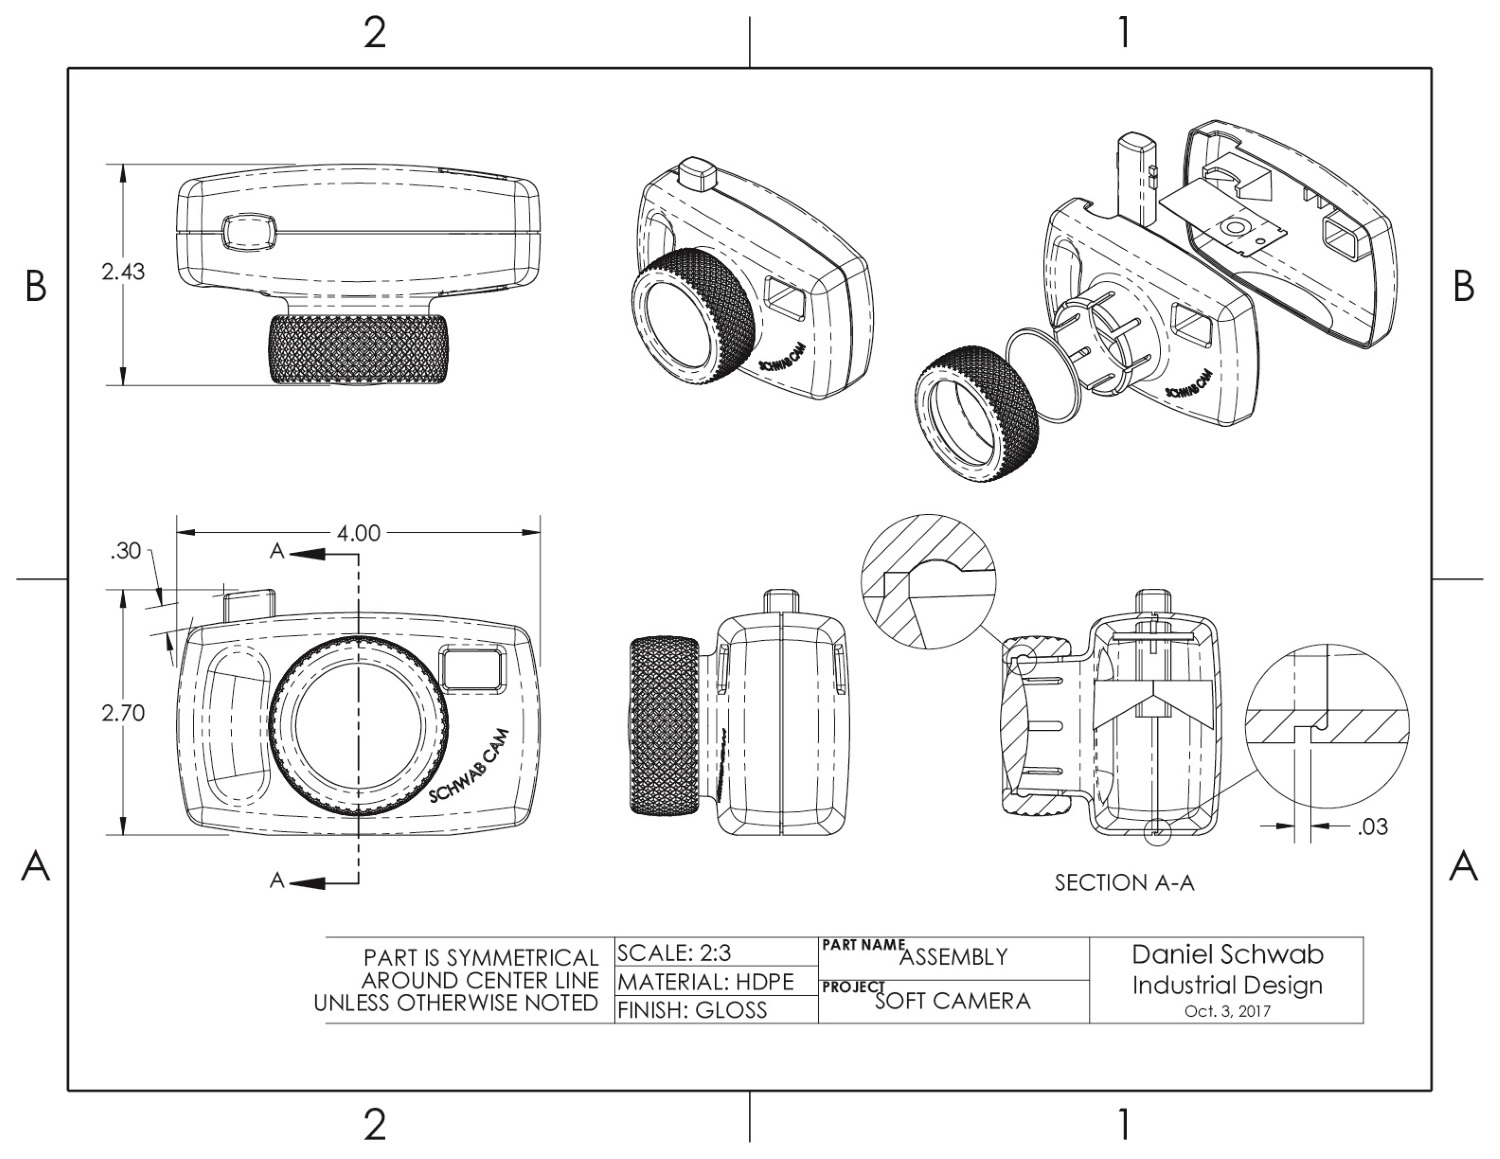 2
1
B
B
2.43
SCHWAB CAM
SCHWAB CAM
4.00
.30
A
2.70
SCHWAB CAM
.03
A
A
A
SECTION A-A
PART IS SYMMETRICAL
AROUND CENTER LINE
UNLESS OTHERWISE NOTED
SCALE: 2:3
MATERIAL: HDPE
FINISH: GLOSS
PART NAME
ASSEMBLY
PROJECT
SOFT CAMERA
Daniel Schwab
Industrial Design
Oct. 3, 2017
2
1